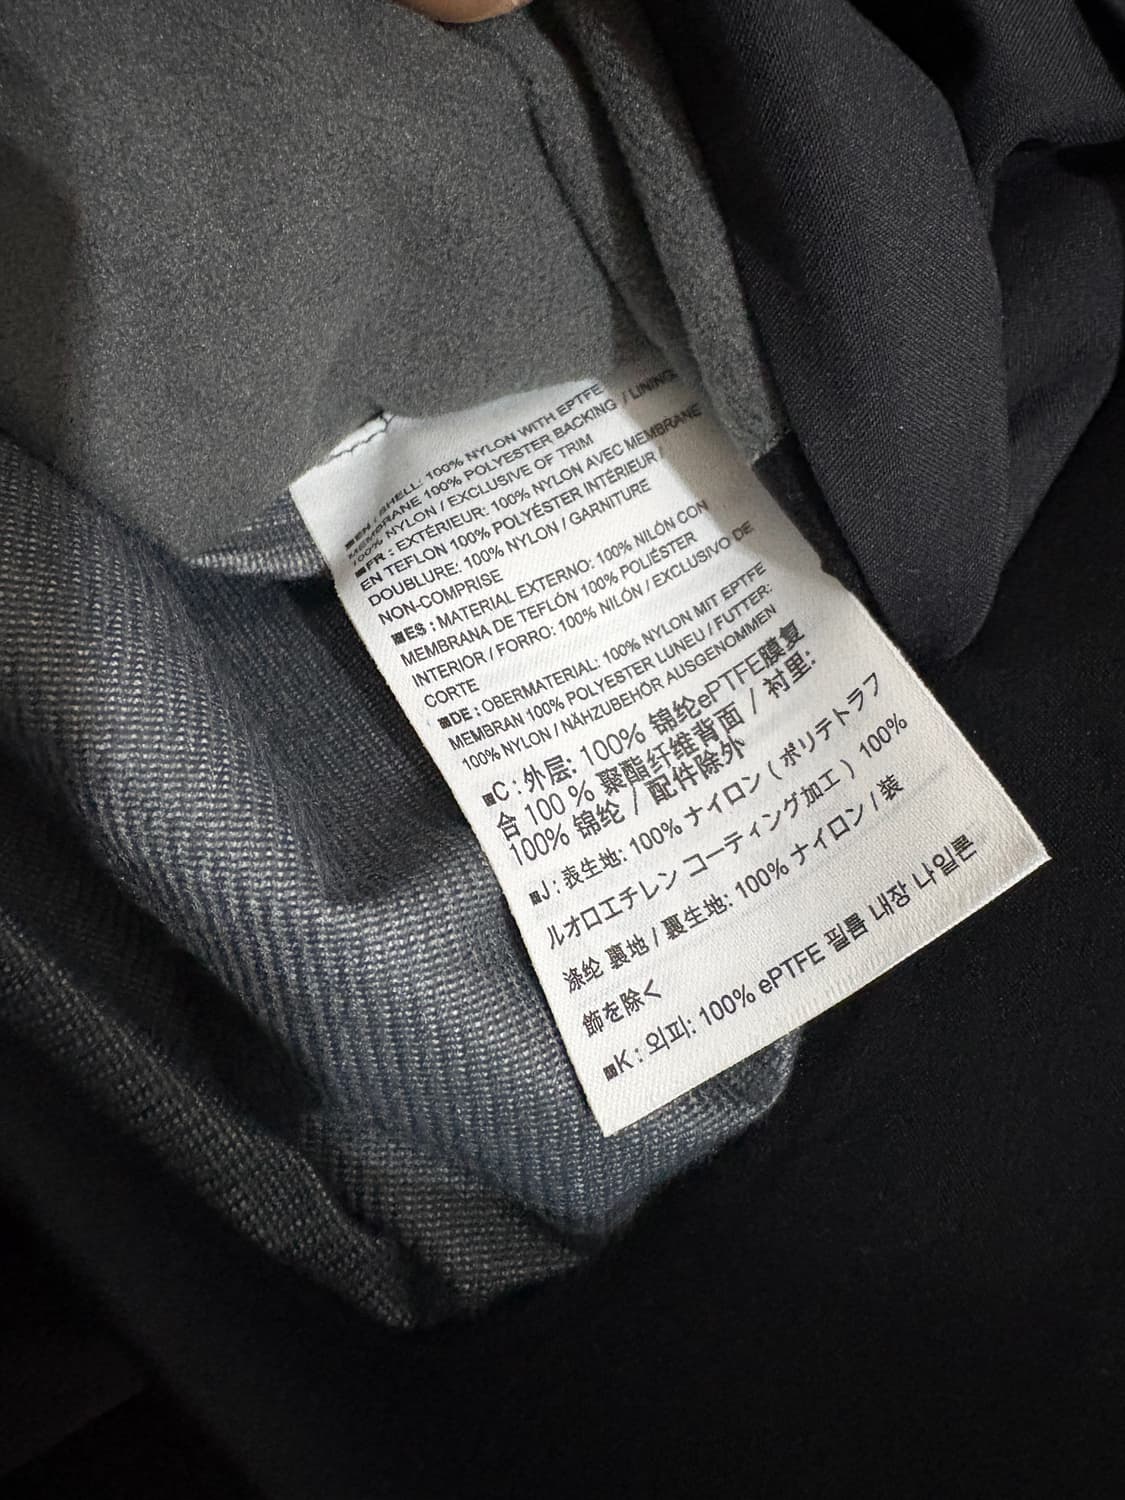 ■EN : SHELL: 100% NYLON WITH EPTFE
MEMBRANE 100% POLYESTER BACKING / LINING:
100% NYLON / EXCLUSIVE OF TRIM
■FR : EXTÉRIEUR: 100% NYLON AVEC MEMBRANE
EN TEFLON 100% POLYÉSTER INTÉRIEUR /
DOUBLURE: 100% NYLON / GARNITURE
NON-COMPRISE
■ES : MATERIAL EXTERNO: 100% NILÓN CON
MEMBRANA DE TEFLÓN 100% POLIÉSTER
INTERIOR / FORRO: 100% NILÓN / EXCLUSIVO DE
CORTE
■DE : OBERMATERIAL: 100% NYLON MIT EPTFE
MEMBRAN 100% POLYESTER LUNEU / FUTTER:
100% NYLON / NÄHZUBEHÖR AUSGENOMMEN
■C : 外层: 100% 锦纶ePTFE膜复
合 100 % 聚酯纤维背面 / 衬里:
100% 锦纶 / 配件除外
■J : 表生地: 100% ナイロン ( ポリテトラフ
ルオロエチレン コーティング加工 ) 100%
涤纶 裏地 / 裏生地: 100% ナイロン / 装
飾を除く
■K : 외피: 100% ePTFE 필름 내장 나일론